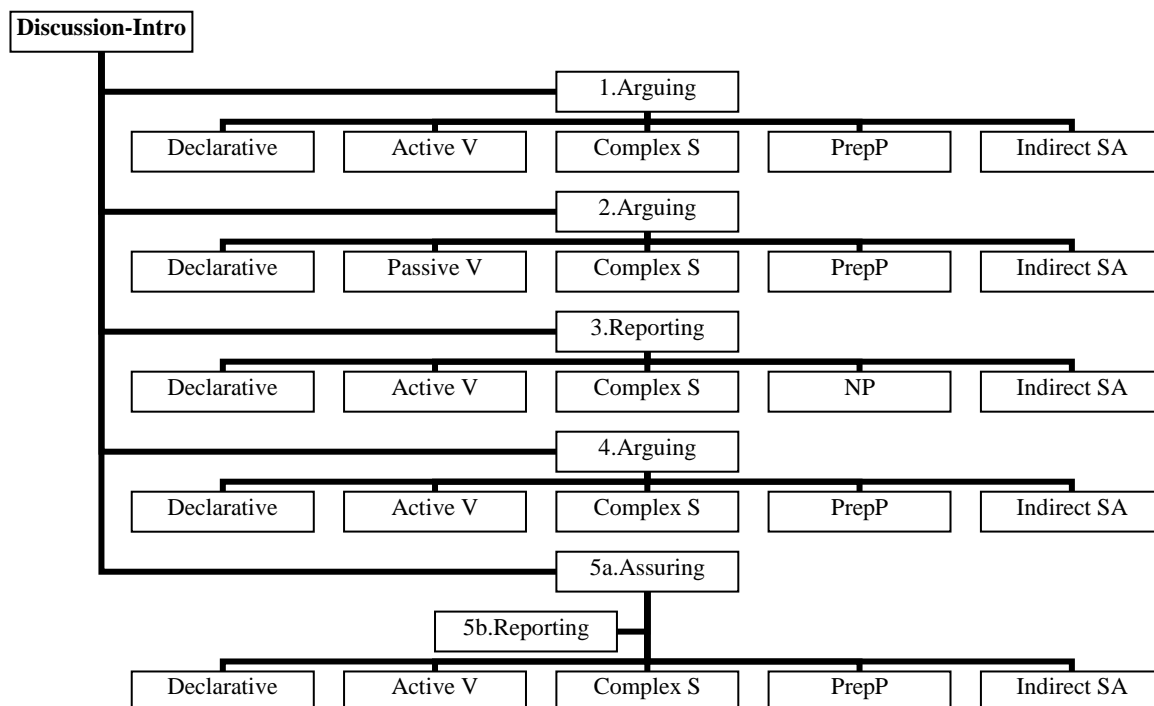 Discussion-Intro
1.Arguing
Declarative Active V Complex S PrepP Indirect SA
2.Arguing
Declarative Passive V Complex S PrepP Indirect SA
3.Reporting
Declarative Active V Complex S NP Indirect SA
4.Arguing
Declarative Active V Complex S PrepP Indirect SA
5a.Assuring
5b.Reporting
Declarative Active V Complex S PrepP Indirect SA